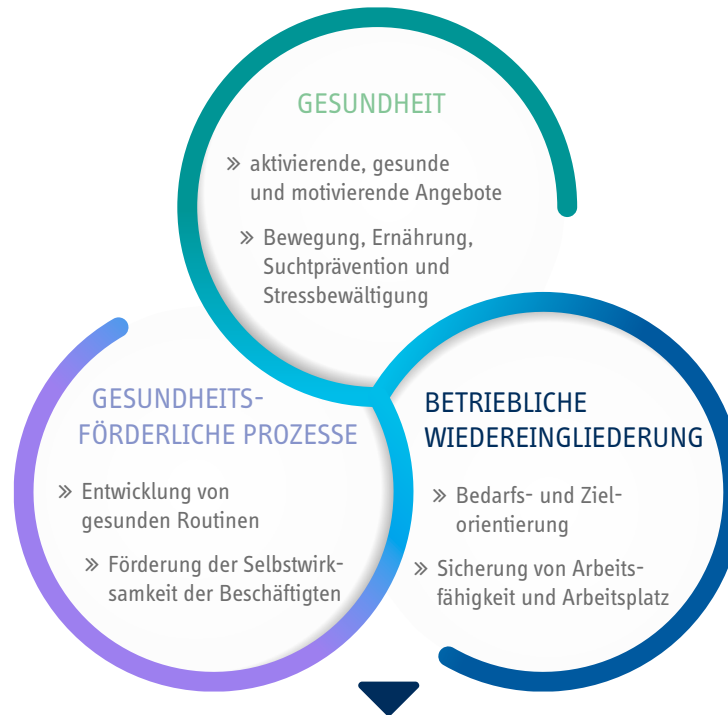 GESUNDHEIT
» aktivierende, gesunde
und motivierende Angebote
» Bewegung, Ernährung,
Suchtprävention und
Stressbewältigung
GESUNDHEITS-
FÖRDERLICHE PROZESSE
» Entwicklung von
gesunden Routinen
» Förderung der Selbstwirk-
samkeit der Beschäftigten
BETRIEBLICHE
WIEDEREINGLIEDERUNG
» Bedarfs- und Ziel-
orientierung
» Sicherung von Arbeits-
fähigkeit und Arbeitsplatz